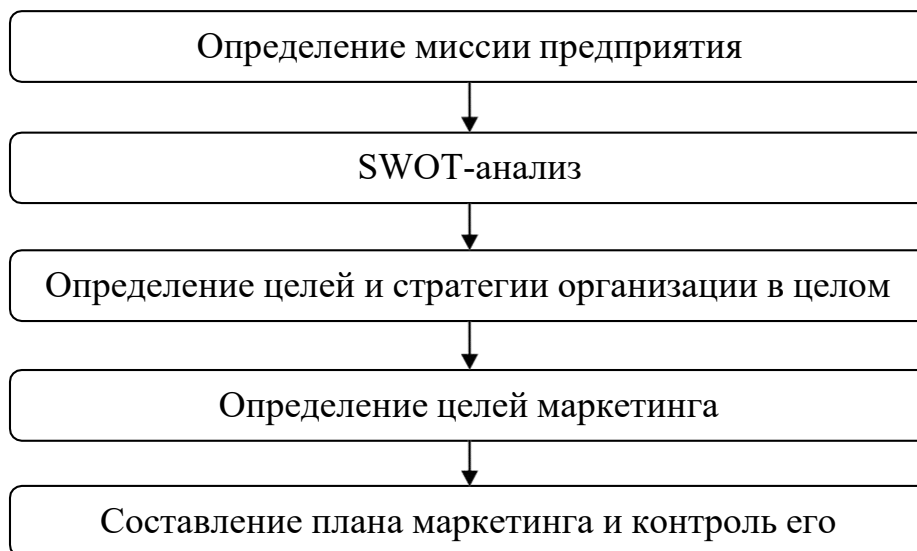 Определение миссии предприятия
SWOT-анализ
Определение целей и стратегии организации в целом
Определение целей маркетинга
Составление плана маркетинга и контроль его